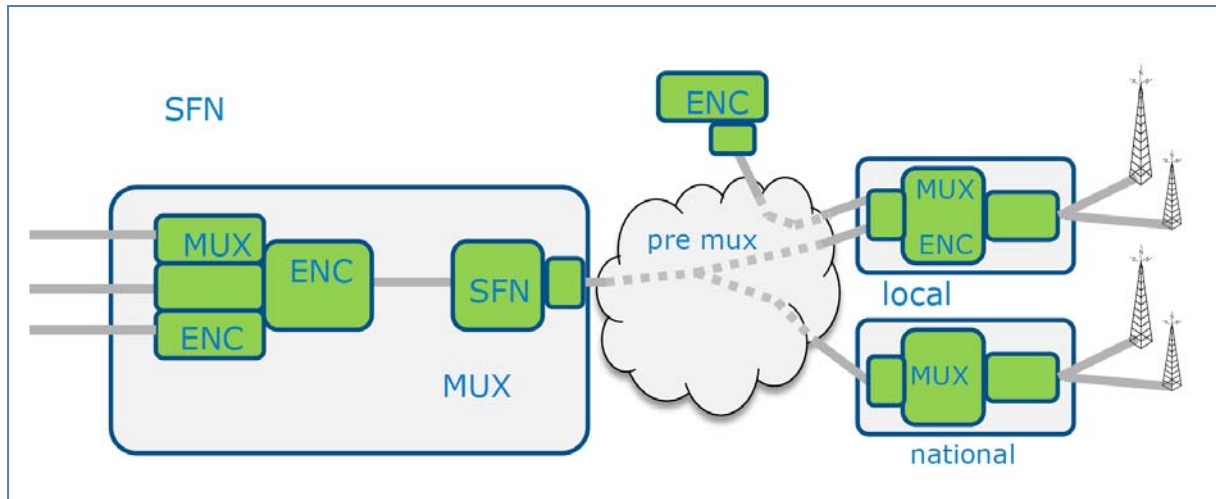 SFN
ENC
MUX
ENC
ENC
SFN
MUX
pre mux
MUX
ENC
local
MUX
national